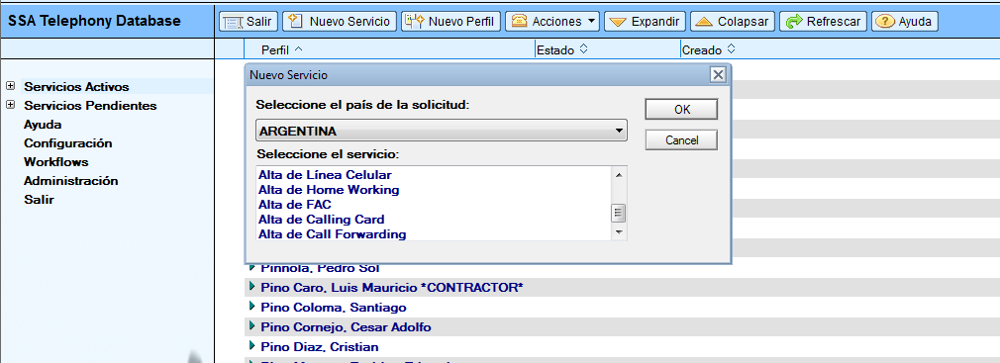 SSA Telephony Database
Salir Nuevo Servicio Nuevo Perfil Acciones Expandir Colapsar Refrescar Ayuda
Perfil Estado Creado
Servicios Activos
Servicios Pendientes
Ayuda
Configuración
Workflows
Administración
Salir
Nuevo Servicio
Seleccione el país de la solicitud:
OK
ARGENTINA
Cancel
Seleccione el servicio:
Alta de Línea Celular
Alta de Home Working
Alta de FAC
Alta de Calling Card
Alta de Call Forwarding
Pinnola, Pedro Sol
Pino Caro, Luis Mauricio *CONTRACTOR*
Pino Coloma, Santiago
Pino Cornejo, Cesar Adolfo
Pino Diaz, Cristian